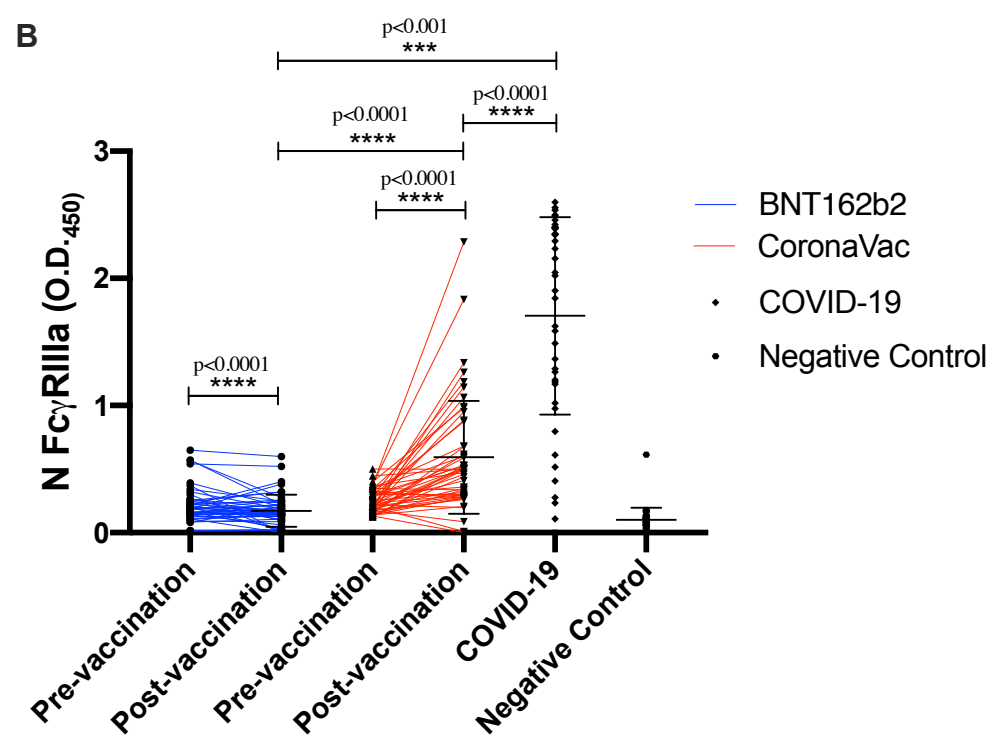 B
p<0.001
***
p<0.0001
****
p<0.0001
****
p<0.0001
****
p<0.0001
****
N FcγRIIIa (O.D.450)
3
2
1
0
BNT162b2
CoronaVac
COVID-19
Negative Control
Pre-vaccination
Post-vaccination
Pre-vaccination
Post-vaccination
COVID-19
Negative Control